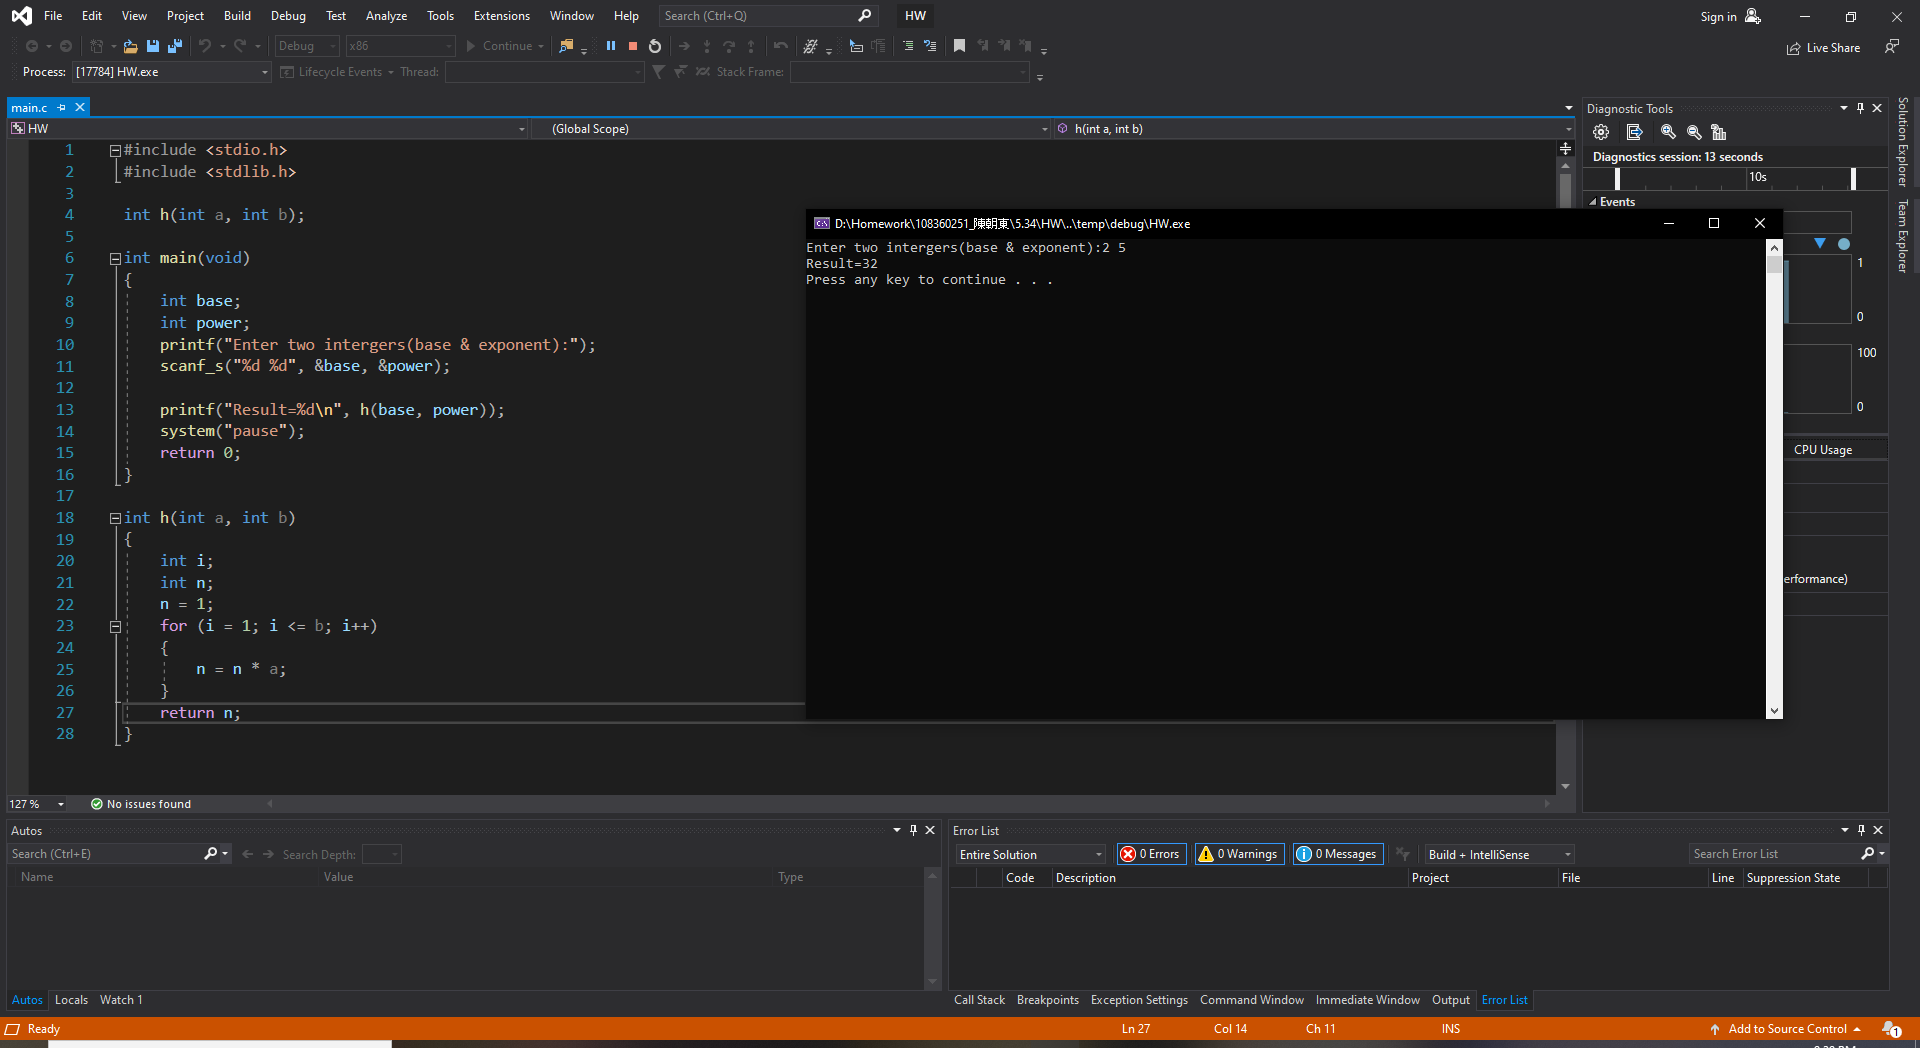 File Edit View Project Build Debug Test Analyze Tools Extensions Window Help Search (Ctrl+Q) HW Sign in
Debug x86 Continue Live Share
Process: [17784] HW.exe Lifecycle Events Thread: Stack Frame:
main.c
HW (Global Scope) h(int a, int b)
1 #include <stdio.h>
2 #include <stdlib.h>
3
4 int h(int a, int b);
5
6 int main(void)
7 {
8 int base;
9 int power;
10 printf("Enter two intergers(base & exponent):");
11 scanf_s("%d %d", &base, &power);
12
13 printf("Result=%d\n", h(base, power));
14 system("pause");
15 return 0;
16 }
17
18 int h(int a, int b)
19 {
20 int i;
21 int n;
22 n = 1;
23 for (i = 1; i <= b; i++)
24 {
25 n = n * a;
26 }
27 return n;
28 }
127 % No issues found
D:\Homework\108360251_陳朝東\5.34\HW\..\temp\debug\HW.exe
Enter two intergers(base & exponent):2 5
Result=32
Press any key to continue . . .
Diagnostic Tools
Diagnostics session: 13 seconds
10s
Events
1
0
100
0
CPU Usage
erformance)
Solution Explorer
Team Explorer
Autos
Search (Ctrl+E) Search Depth:
Name Value Type
Autos Locals Watch 1
Error List
Entire Solution 0 Errors 0 Warnings 0 Messages Build + IntelliSense Search Error List
Code Description Project File Line Suppression State
Call Stack Breakpoints Exception Settings Command Window Immediate Window Output Error List
Ready Ln 27 Col 14 Ch 11 INS Add to Source Control 1